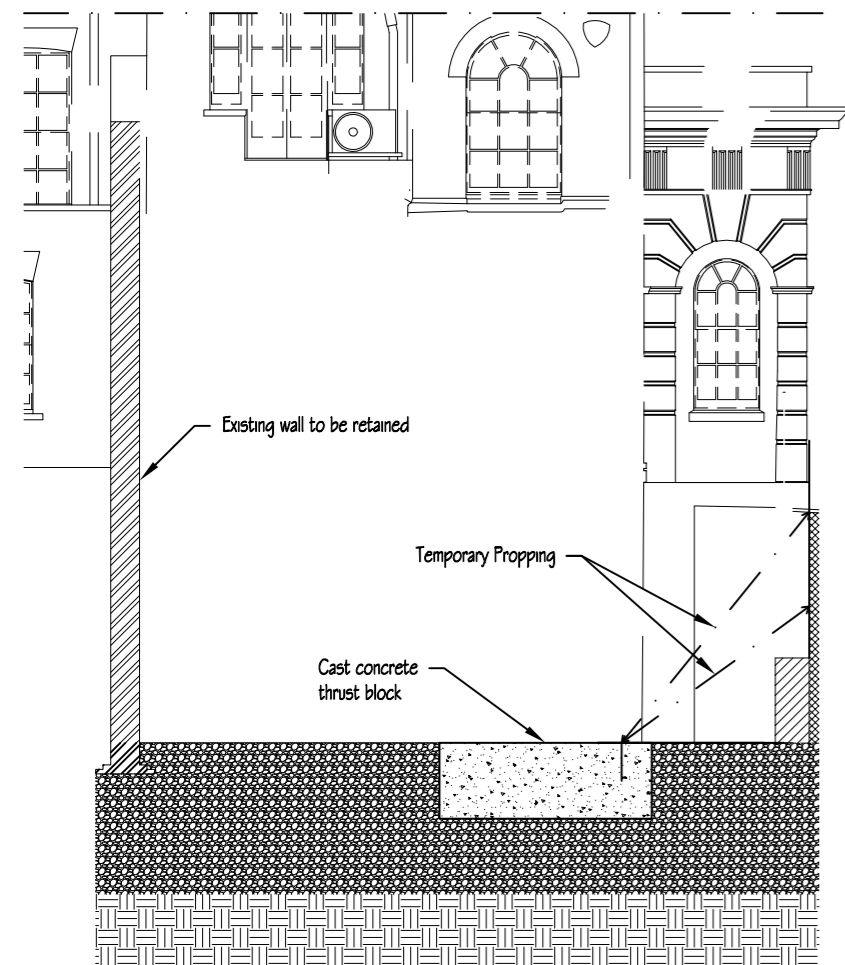 Existing wall to be retained
Temporary Propping
Cast concrete
thrust block